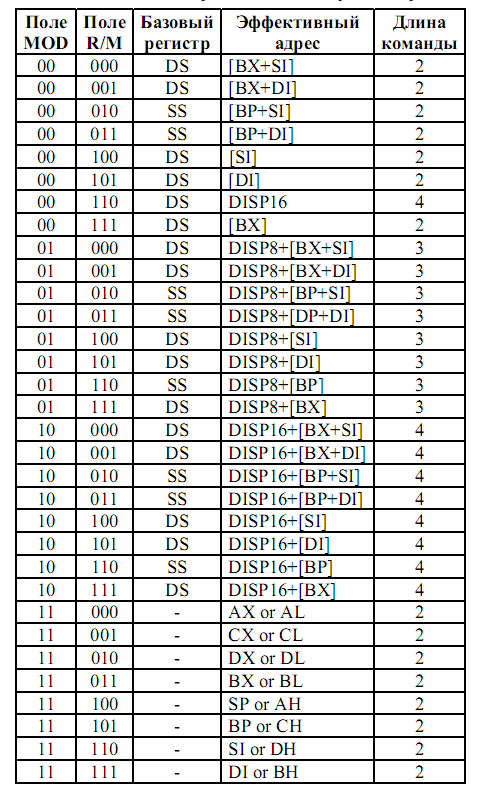 Поле MOD Поле R/M Базовый регистр Эффективный адрес Длина команды
00 000 DS [BX+SI] 2
00 001 DS [BX+DI] 2
00 010 SS [BP+SI] 2
00 011 SS [BP+DI] 2
00 100 DS [SI] 2
00 101 DS [DI] 2
00 110 DS DISP16 4
00 111 DS [BX] 2
01 000 DS DISP8+[BX+SI] 3
01 001 DS DISP8+[BX+DI] 3
01 010 SS DISP8+[BP+SI] 3
01 011 SS DISP8+[DP+DI] 3
01 100 DS DISP8+[SI] 3
01 101 DS DISP8+[DI] 3
01 110 SS DISP8+[BP] 3
01 111 DS DISP8+[BX] 3
10 000 DS DISP16+[BX+SI] 4
10 001 DS DISP16+[BX+DI] 4
10 010 SS DISP16+[BP+SI] 4
10 011 SS DISP16+[BP+DI] 4
10 100 DS DISP16+[SI] 4
10 101 DS DISP16+[DI] 4
10 110 SS DISP16+[BP] 4
10 111 DS DISP16+[BX] 4
11 000 - AX or AL 2
11 001 - CX or CL 2
11 010 - DX or DL 2
11 011 - BX or BL 2
11 100 - SP or AH 2
11 101 - BP or CH 2
11 110 - SI or DH 2
11 111 - DI or BH 2